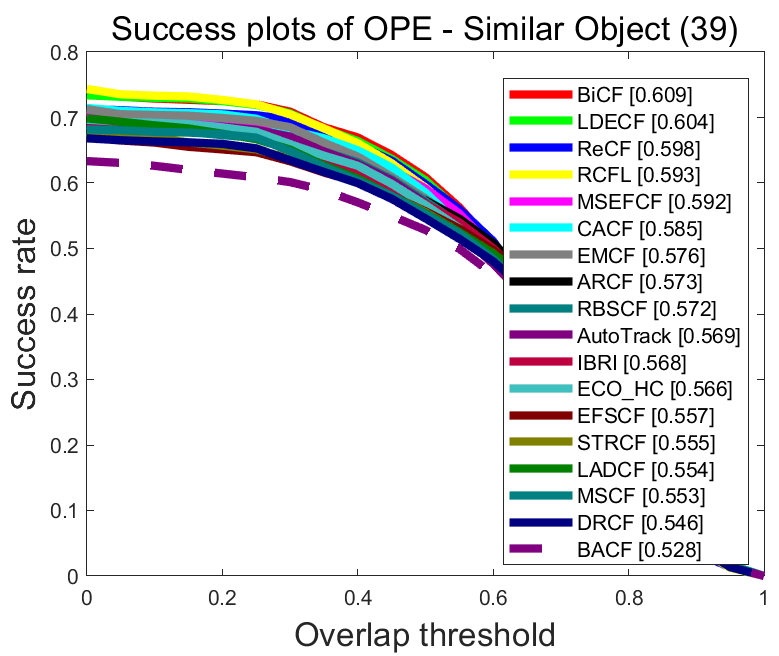 Success plots of OPE - Similar Object (39)
0.8
0.7
0.6
0.5
0.4
0.3
0.2
0.1
0
Success rate
BiCF [0.609]
LDECF [0.604]
ReCF [0.598]
RCFL [0.593]
MSEFCF [0.592]
CACF [0.585]
EMCF [0.576]
ARCF [0.573]
RBSCF [0.572]
AutoTrack [0.569]
IBRI [0.568]
ECO_HC [0.566]
EFSCF [0.557]
STRCF [0.555]
LADCF [0.554]
MSCF [0.553]
DRCF [0.546]
BACF [0.528]
0 0.2 0.4 0.6 0.8 1
Overlap threshold